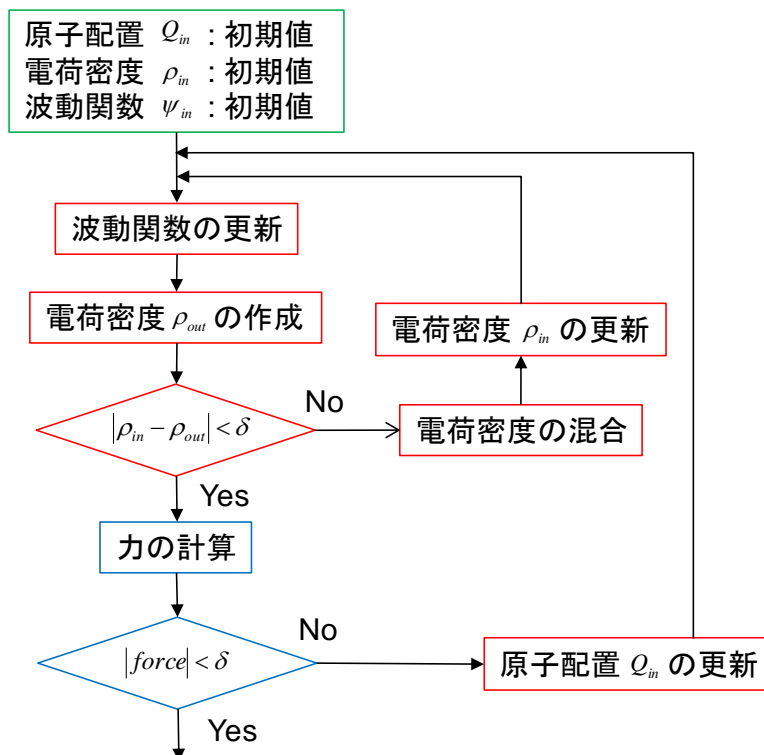 原子配置 Q_in : 初期値
電荷密度 ρ_in : 初期値
波動関数 ψ_in : 初期値
波動関数の更新
電荷密度 ρ_out の作成
電荷密度 ρ_in の更新
|ρ_in − ρ_out| < δ
No
電荷密度の混合
Yes
力の計算
|force| < δ
No
原子配置 Q_in の更新
Yes